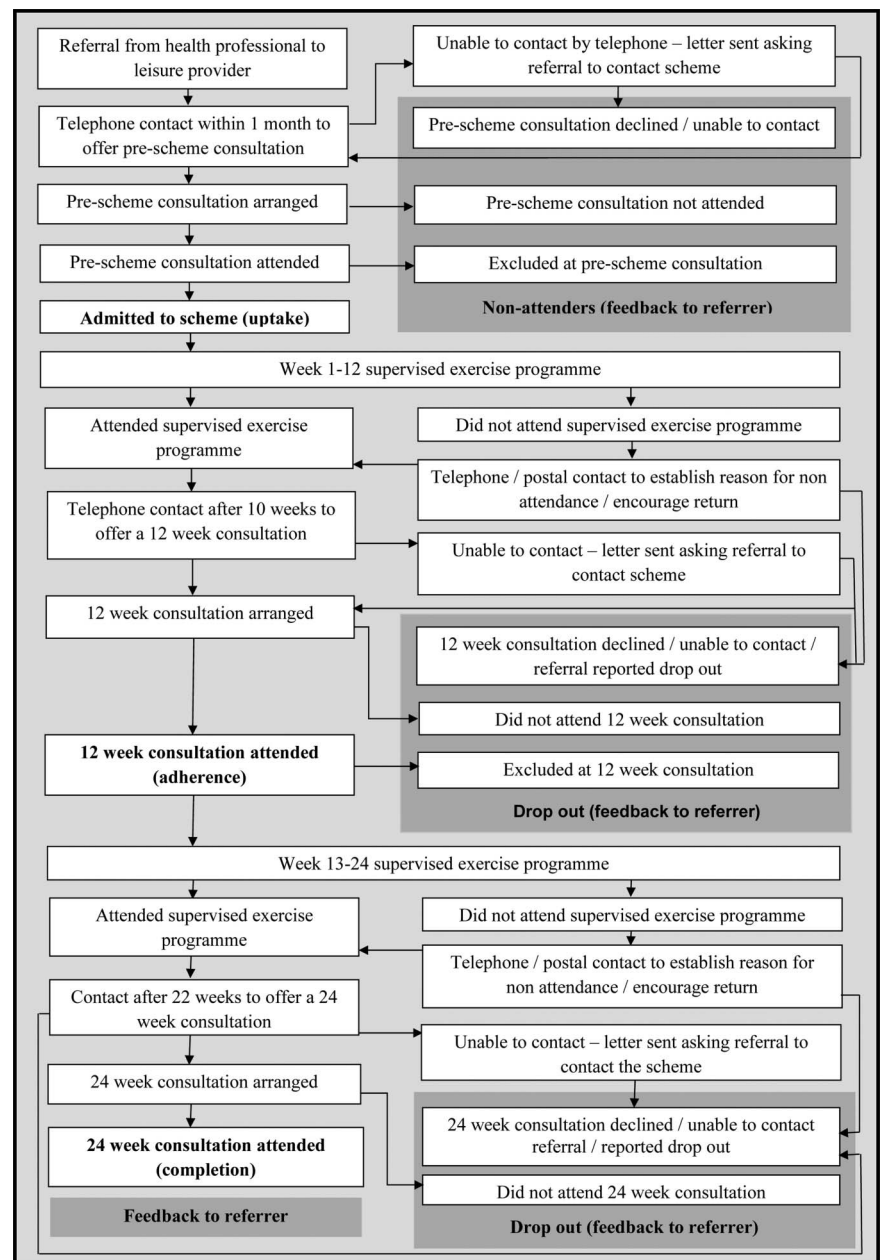 Referral from health professional to
leisure provider
Unable to contact by telephone – letter sent asking
referral to contact scheme
Telephone contact within 1 month to
offer pre-scheme consultation
Pre-scheme consultation declined / unable to contact
Pre-scheme consultation arranged
Pre-scheme consultation not attended
Pre-scheme consultation attended
Excluded at pre-scheme consultation
Non-attenders (feedback to referrer)
Admitted to scheme (uptake)
Week 1-12 supervised exercise programme
Attended supervised exercise
programme
Did not attend supervised exercise programme
Telephone / postal contact to establish reason for non
attendance / encourage return
Telephone contact after 10 weeks to
offer a 12 week consultation
Unable to contact – letter sent asking referral to
contact scheme
12 week consultation arranged
12 week consultation declined / unable to contact /
referral reported drop out
Did not attend 12 week consultation
12 week consultation attended
(adherence)
Excluded at 12 week consultation
Drop out (feedback to referrer)
Week 13-24 supervised exercise programme
Attended supervised exercise
programme
Did not attend supervised exercise programme
Telephone / postal contact to establish reason for
non attendance / encourage return
Contact after 22 weeks to offer a 24
week consultation
Unable to contact – letter sent asking referral to
contact the scheme
24 week consultation arranged
24 week consultation declined / unable to contact
referral / reported drop out
24 week consultation attended
(completion)
Did not attend 24 week consultation
Feedback to referrer
Drop out (feedback to referrer)